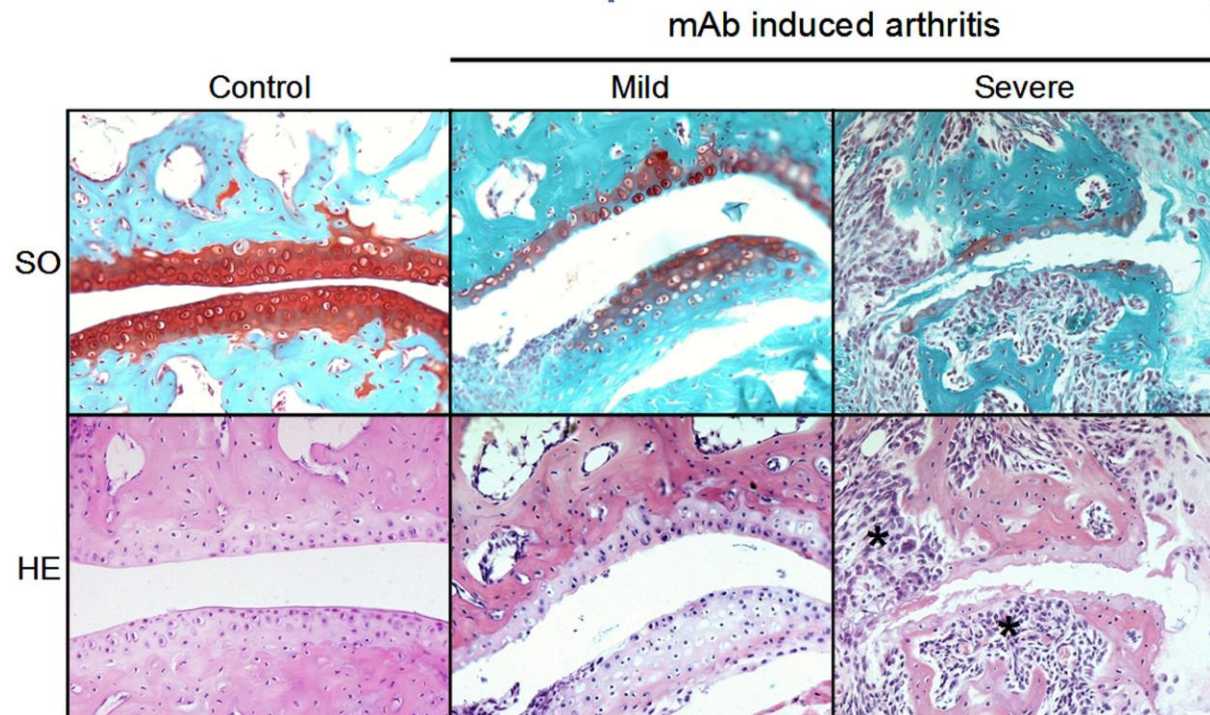 mAb induced arthritis
Control Mild Severe
SO
HE
*
*